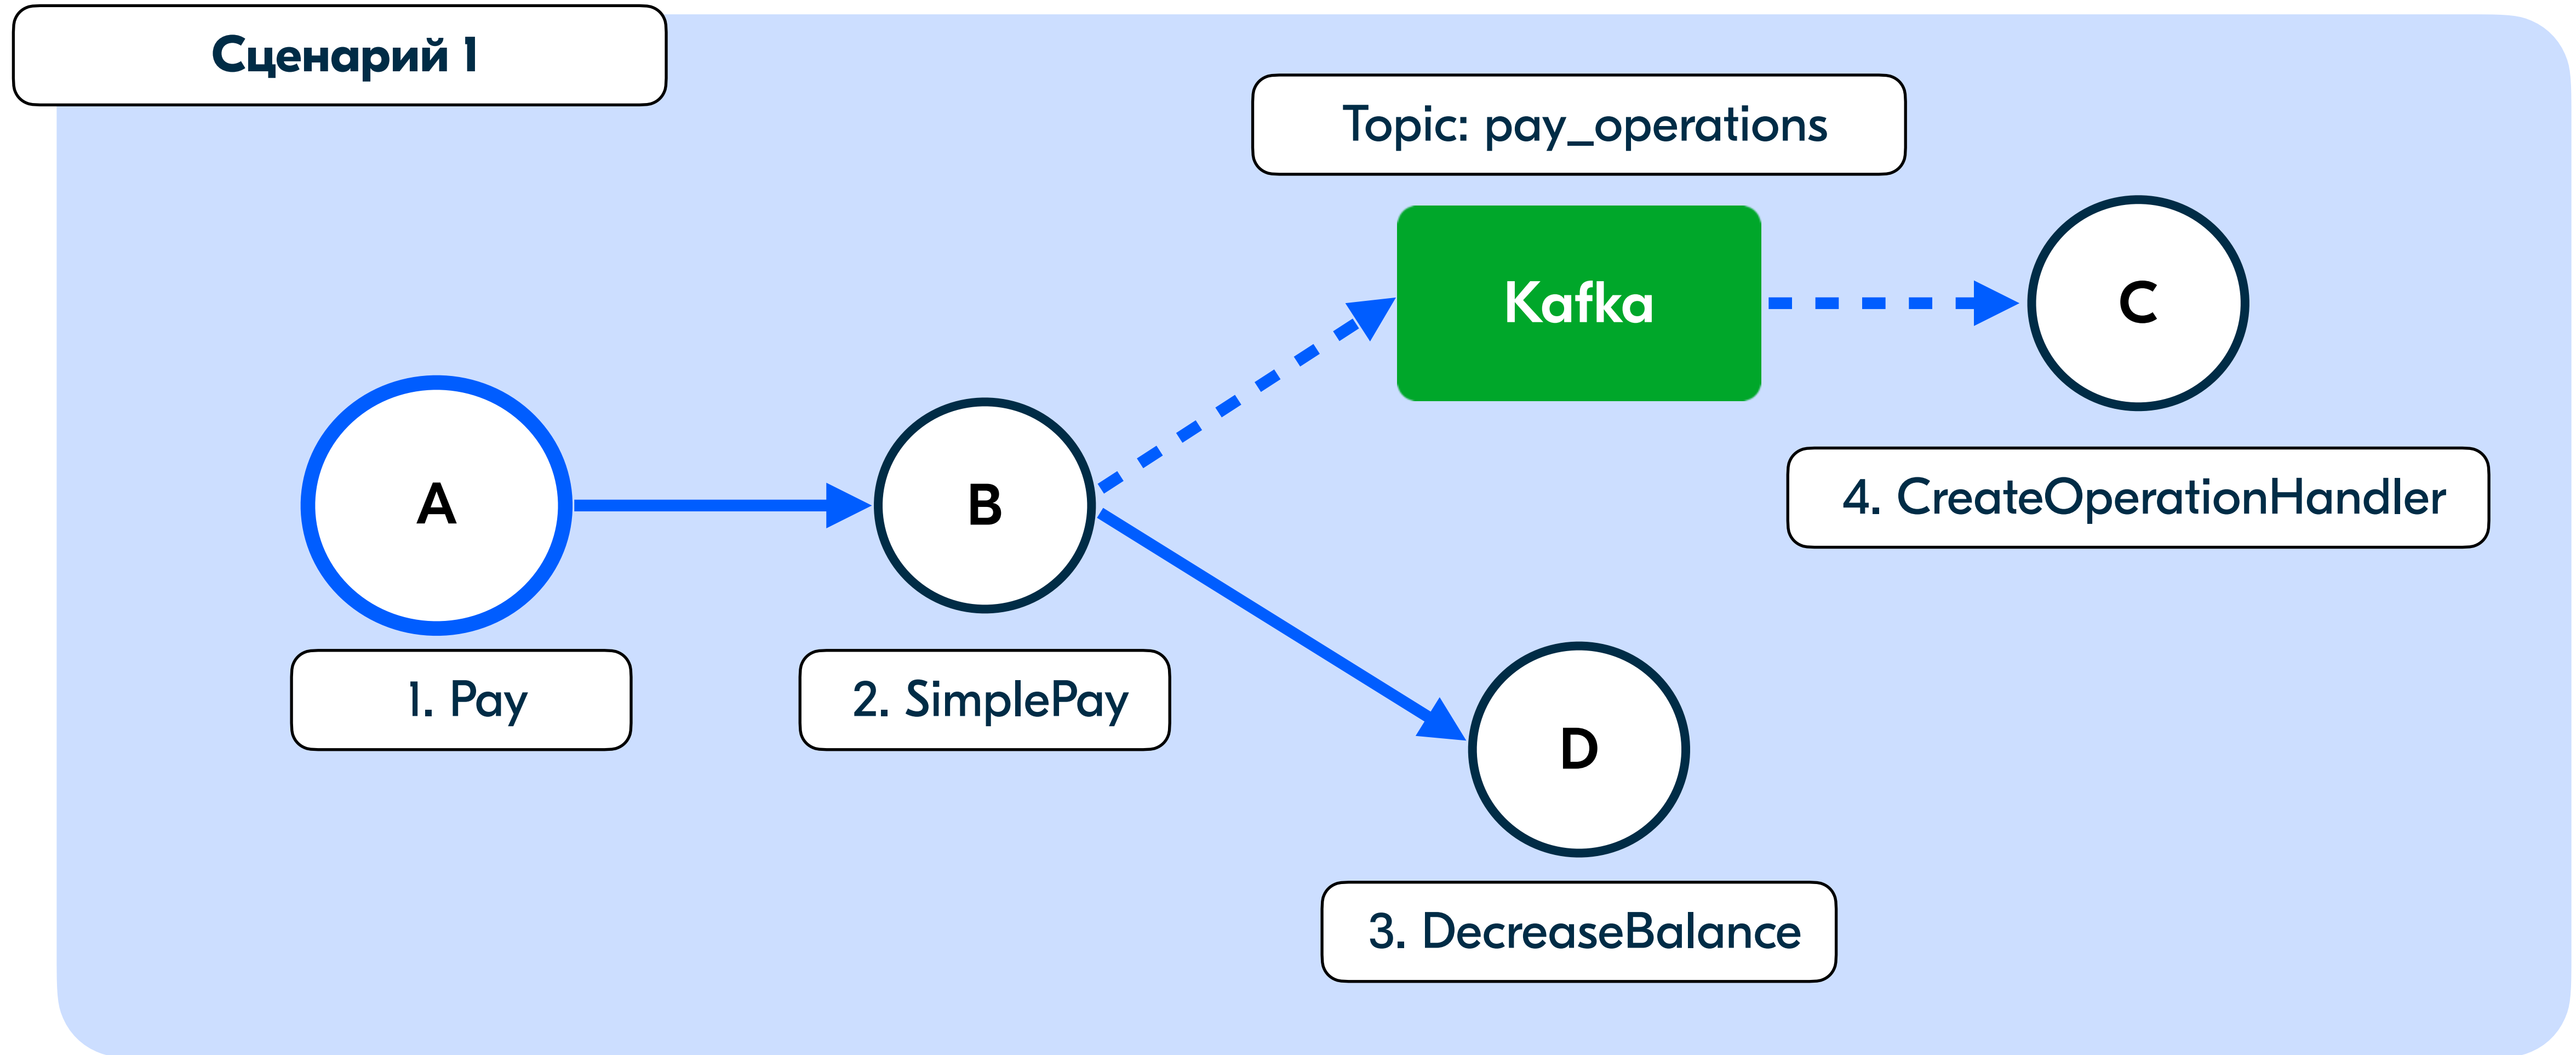 Сценарий 1
Topic: pay_operations
Kafka
C
4. CreateOperationHandler
A
B
1. Pay
2. SimplePay
D
3. DecreaseBalance